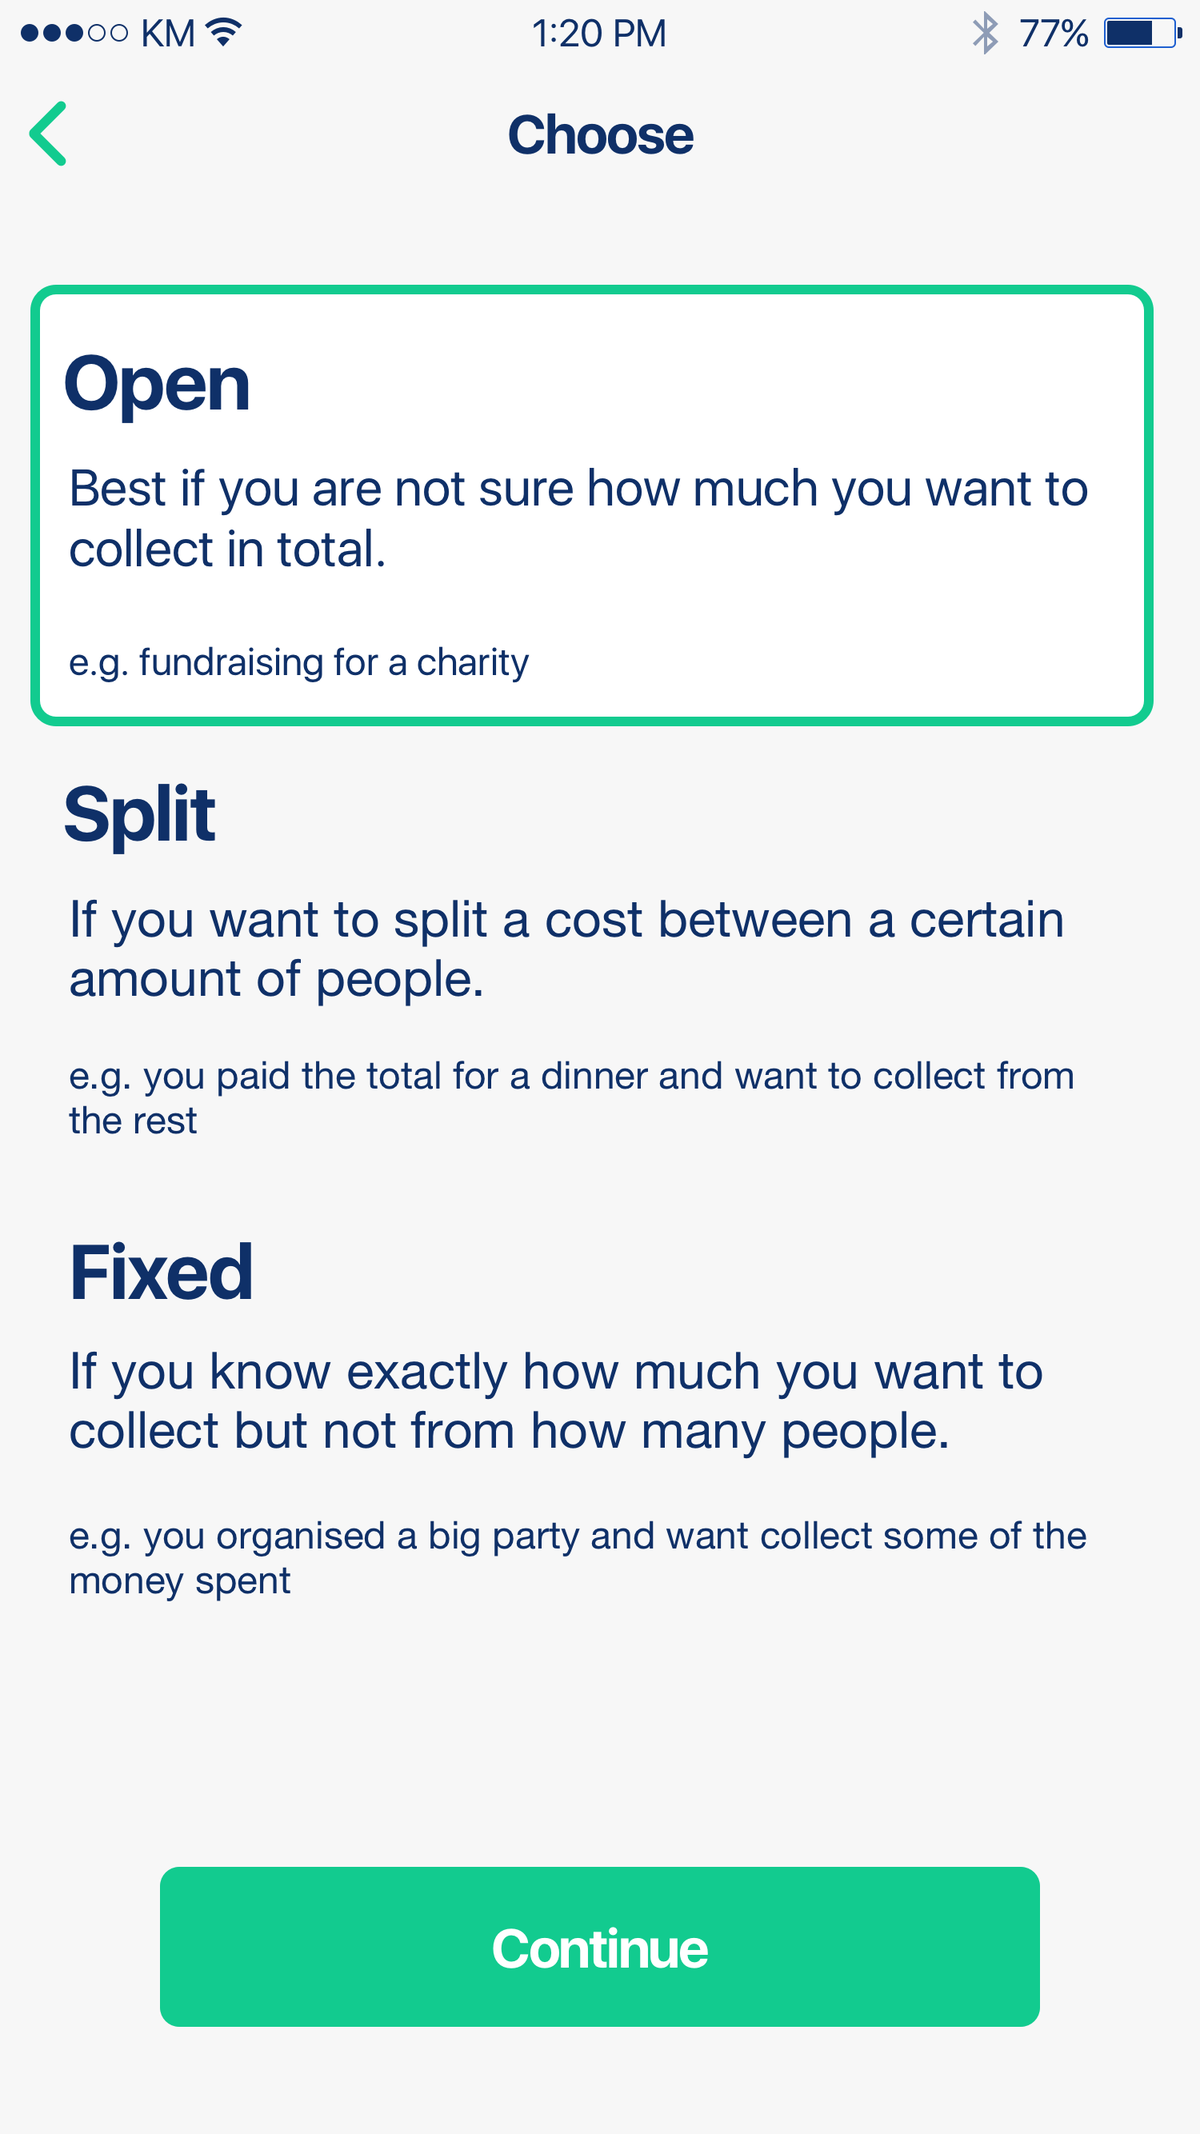 KM 1:20 PM 77%
Choose
Open
Best if you are not sure how much you want to
collect in total.
e.g. fundraising for a charity
Split
If you want to split a cost between a certain
amount of people.
e.g. you paid the total for a dinner and want to collect from
the rest
Fixed
If you know exactly how much you want to
collect but not from how many people.
e.g. you organised a big party and want collect some of the
money spent
Continue